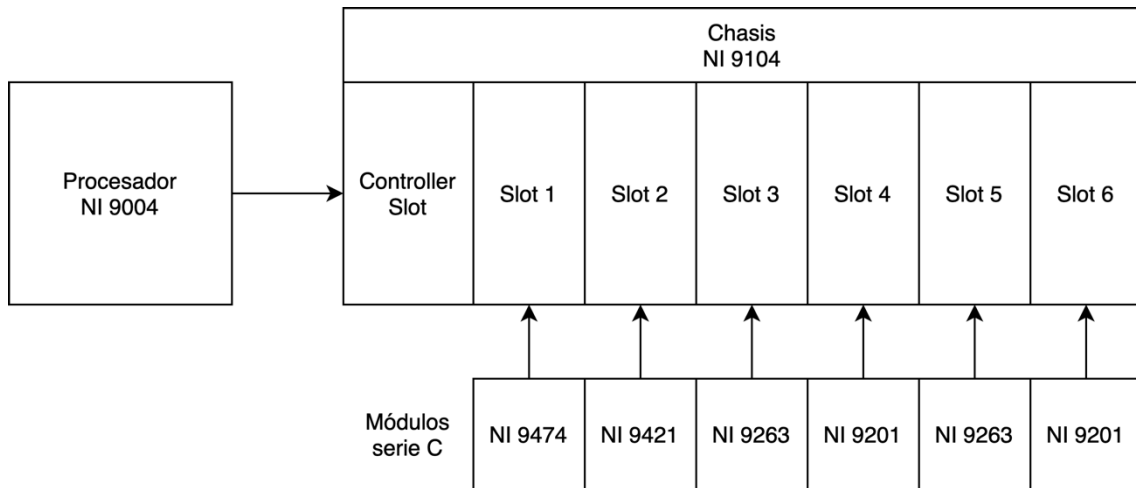 Chasis
NI 9104
Procesador
NI 9004
Controller
Slot
Slot 1
Slot 2
Slot 3
Slot 4
Slot 5
Slot 6
Módulos
serie C
NI 9474
NI 9421
NI 9263
NI 9201
NI 9263
NI 9201